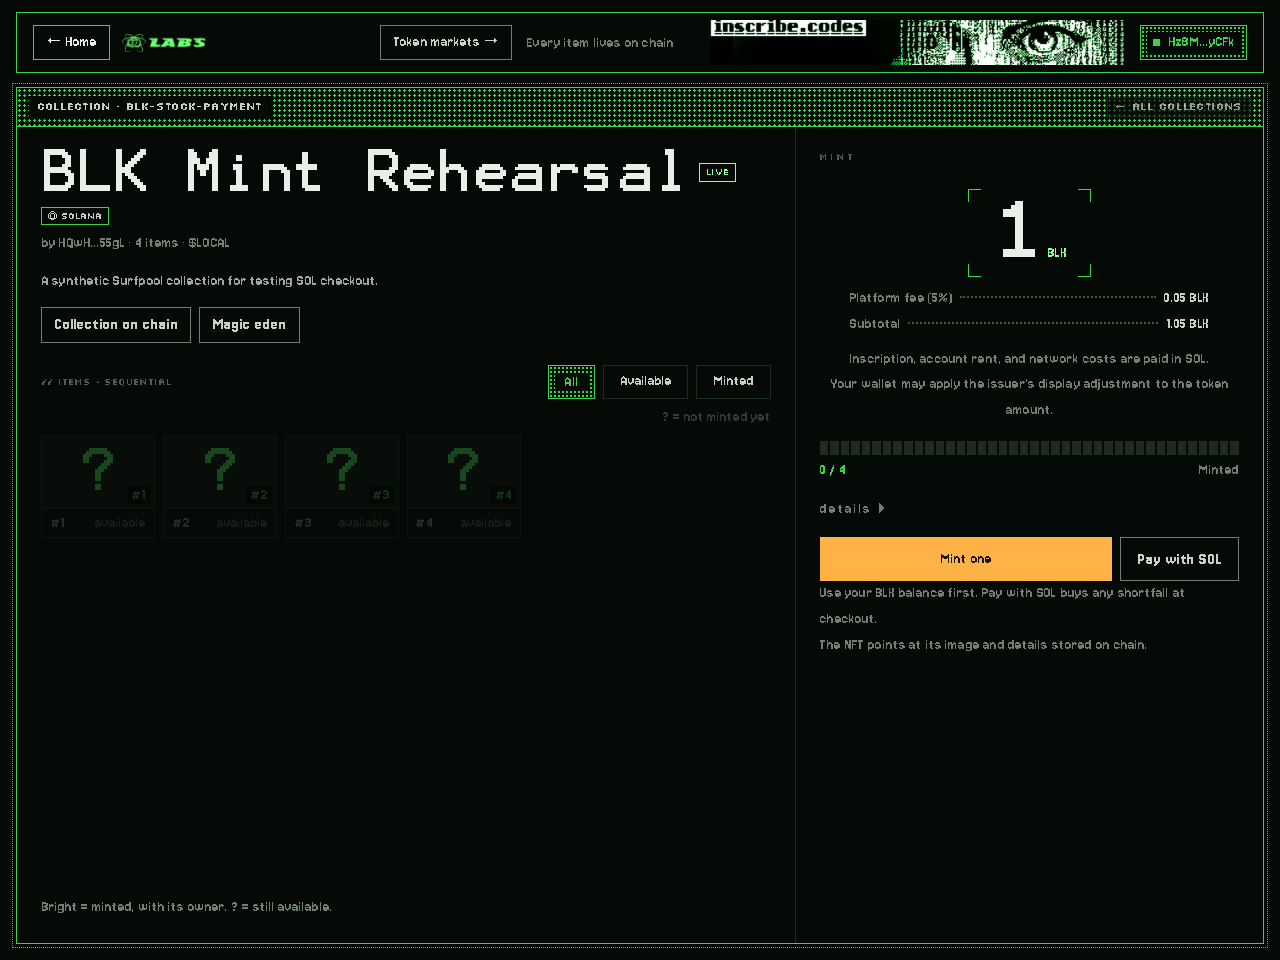 ← Home
LABS
Token markets →
Every item lives on chain
inscribe.codes
HzBM...yCFk
COLLECTION · BLK-STOCK-PAYMENT
← ALL COLLECTIONS
BLK Mint Rehearsal
LIVE
SOLANA
by HQwH...55gL · 4 items · $LOCAL
A synthetic Surfpool collection for testing SOL checkout.
Collection on chain
Magic eden
// ITEMS · SEQUENTIAL
All
Available
Minted
? = not minted yet
? ? ? ?
#1 #2 #3 #4
#1 available #2 available #3 available #4 available
Bright = minted, with its owner. ? = still available.
MINT
1 BLK
Platform fee (5%) 0.05 BLK
Subtotal 1.05 BLK
Inscription, account rent, and network costs are paid in SOL.
Your wallet may apply the issuer's display adjustment to the token
amount.
0 / 4
Minted
details
Mint one
Pay with SOL
Use your BLK balance first. Pay with SOL buys any shortfall at
checkout.
The NFT points at its image and details stored on chain.